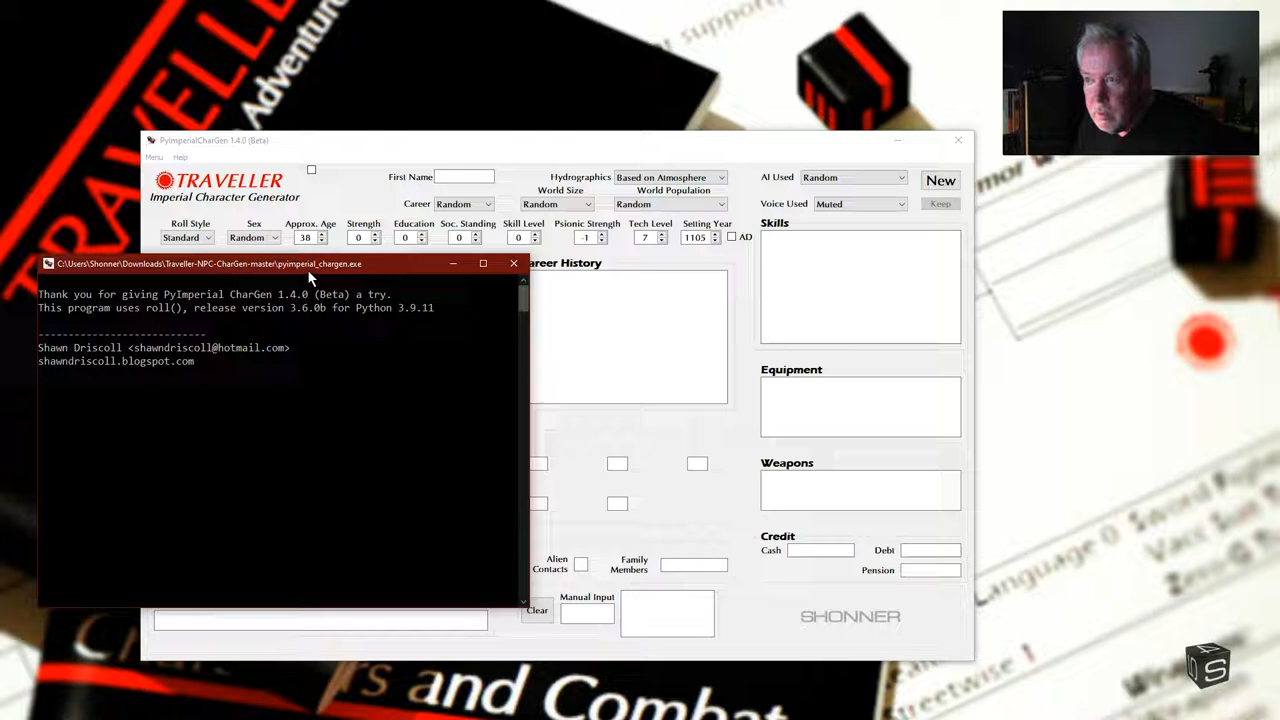 TRAVELLER
Adventure
support,
PyImperialCharGen 1.4.0 (Beta)
Menu Help
TRAVELLER
Imperial Character Generator
First Name
Hydrographics Based on Atmosphere
AI Used Random
New
World Size
World Population
Career Random
Random
Random
Voice Used Muted
Keep
Roll Style Sex Approx. Age Strength Education Soc. Standing Skill Level Psionic Strength Tech Level Setting Year
Standard Random 38 0 0 0 0 -1 7 1105 AD
Skills
C:\Users\Shonner\Downloads\Traveller-NPC-CharGen-master\pyimperial_chargen.exe
areer History
Thank you for giving PyImperial CharGen 1.4.0 (Beta) a try.
This program uses roll(), release version 3.6.0b for Python 3.9.11
----------------------------
Shawn Driscoll <shawndriscoll@hotmail.com>
shawndriscoll.blogspot.com
Equipment
Weapons
Credit
Cash
Debt
Pension
Alien
Contacts
Family
Members
Clear
Manual Input
SHONNER
Language 0
Streetwise 1
s and Combat
S